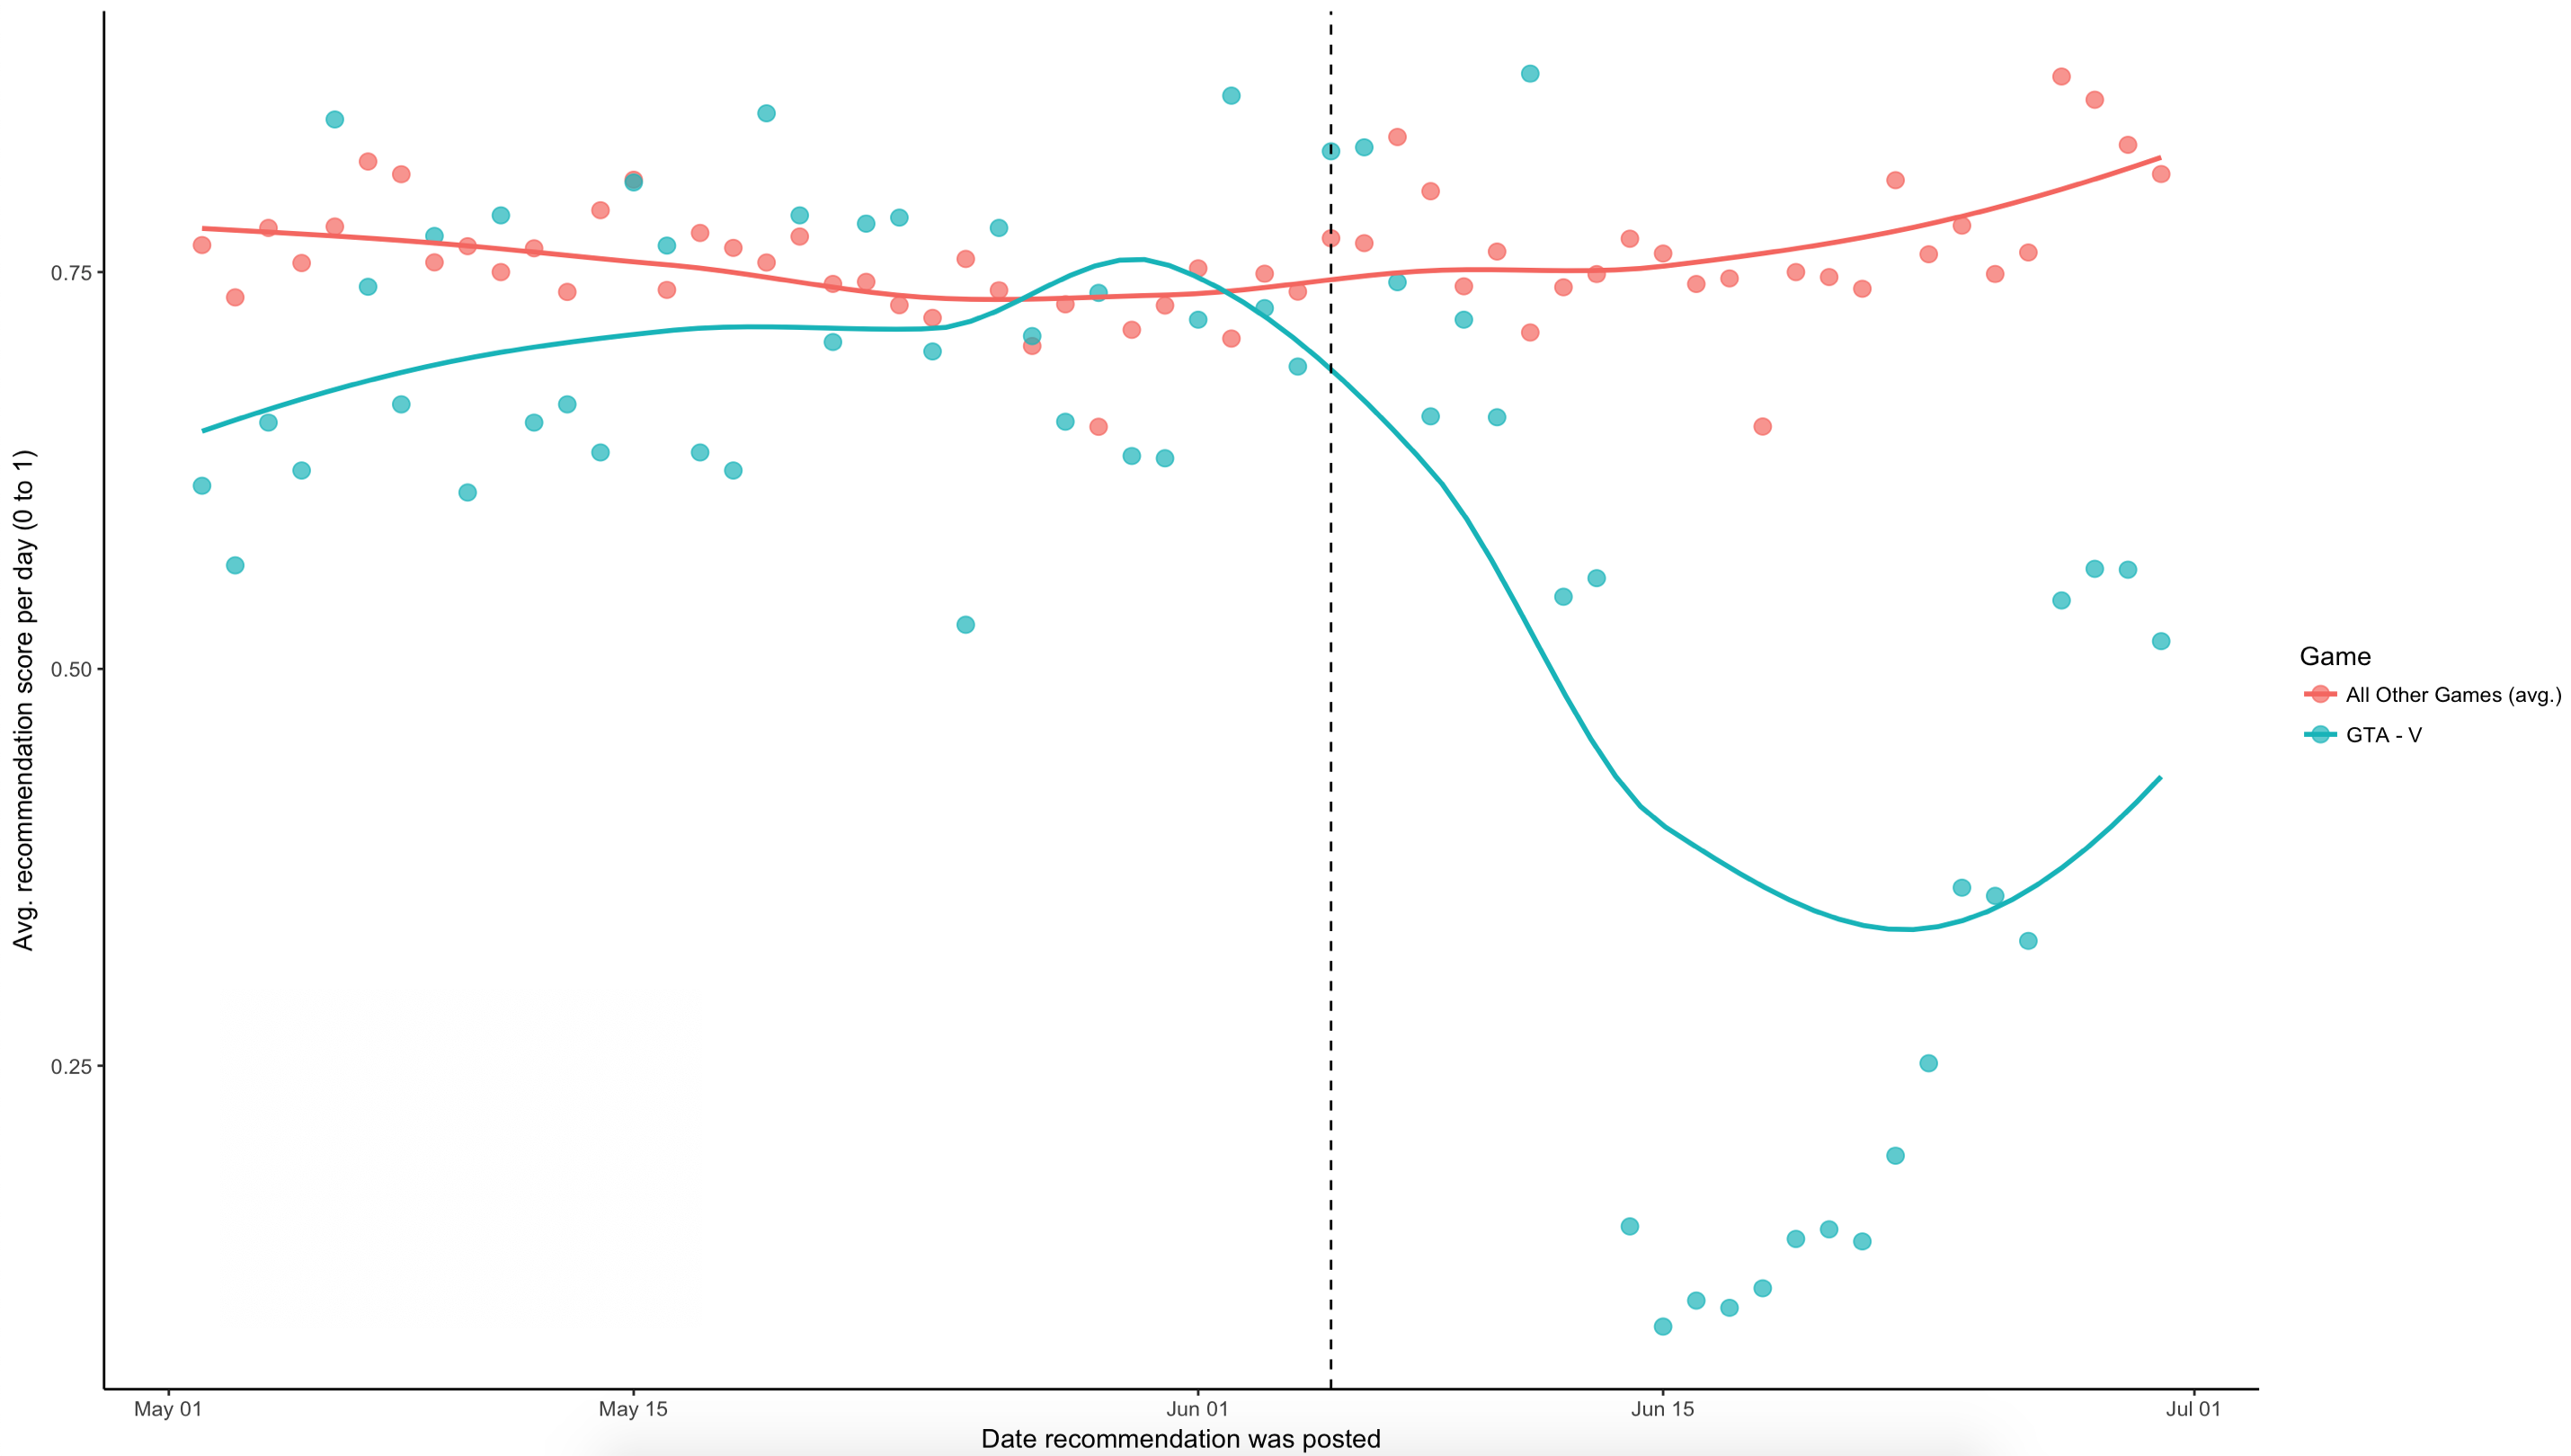 Avg. recommendation score per day (0 to 1)
0.75
0.50
0.25
May 01
May 15
Jun 01
Jun 15
Jul 01
Date recommendation was posted
Game
All Other Games (avg.)
GTA - V